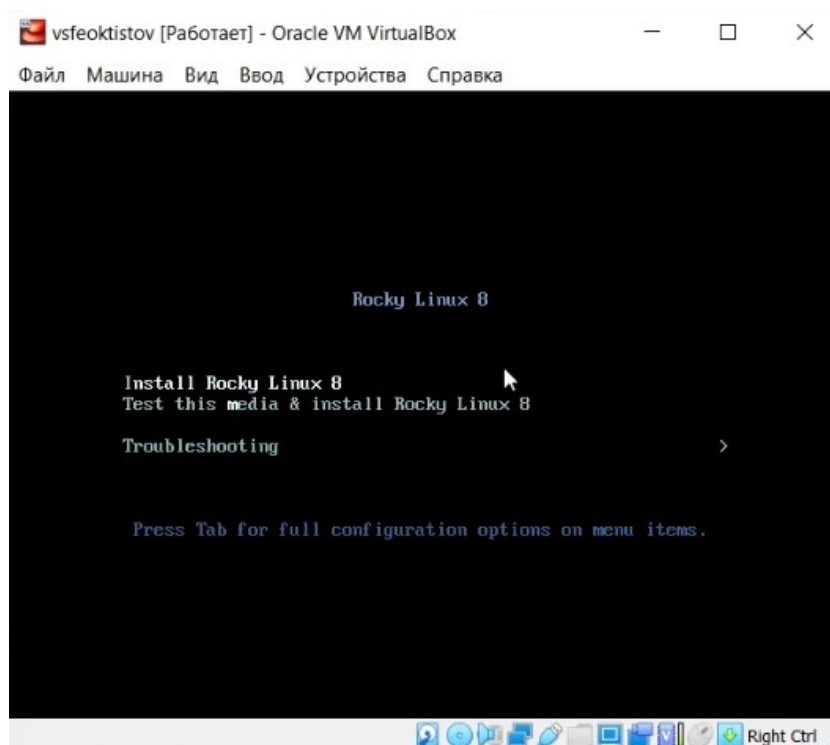 vsfeoktistov [Работает] - Oracle VM VirtualBox
Файл Машина Вид Ввод Устройства Справка
Rocky Linux 8
Install Rocky Linux 8
Test this media & install Rocky Linux 8
Troubleshooting >
Press Tab for full configuration options on menu items.
Right Ctrl